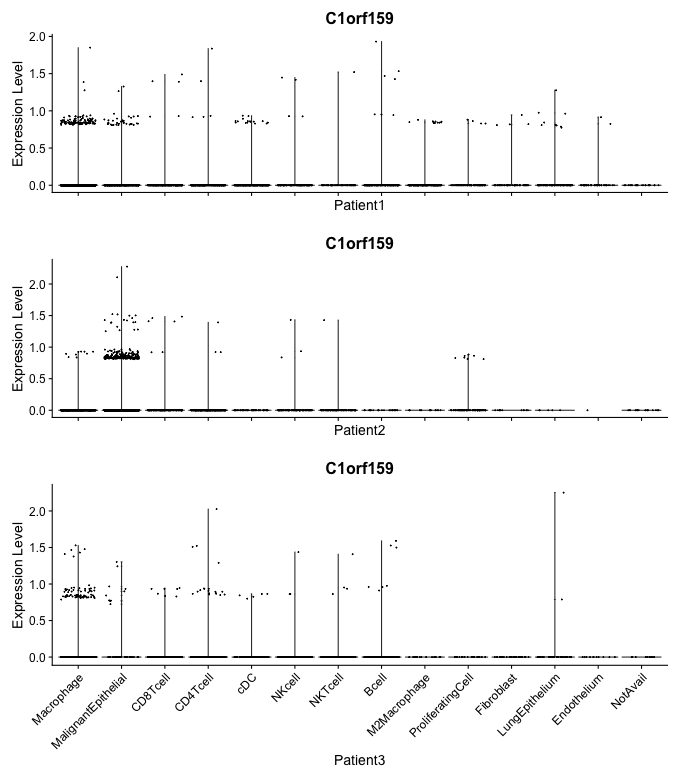 C1orf159
Expression Level
2.0
1.5
1.0
0.5
0.0
Patient1
C1orf159
Expression Level
2.0
1.5
1.0
0.5
0.0
Patient2
C1orf159
Expression Level
2.0
1.5
1.0
0.5
0.0
Macrophage
MalignantEpithelial
CD8Tcell
CD4Tcell
cDC
NKcell
NKTcell
Bcell
M2Macrophage
ProliferatingCell
Fibroblast
LungEpithelium
Endothelium
NotAvail
Patient3